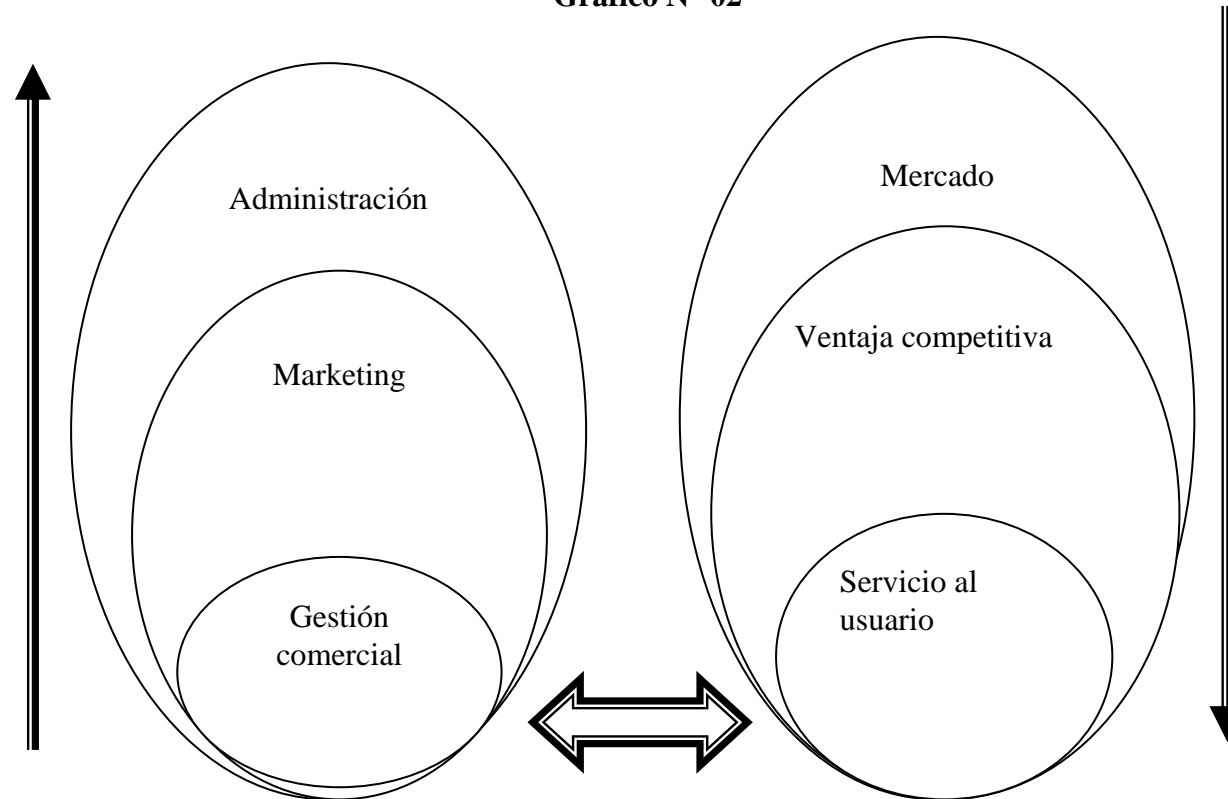 Gráfico N° 02
Administración
Marketing
Gestión
comercial
Mercado
Ventaja competitiva
Servicio al
usuario